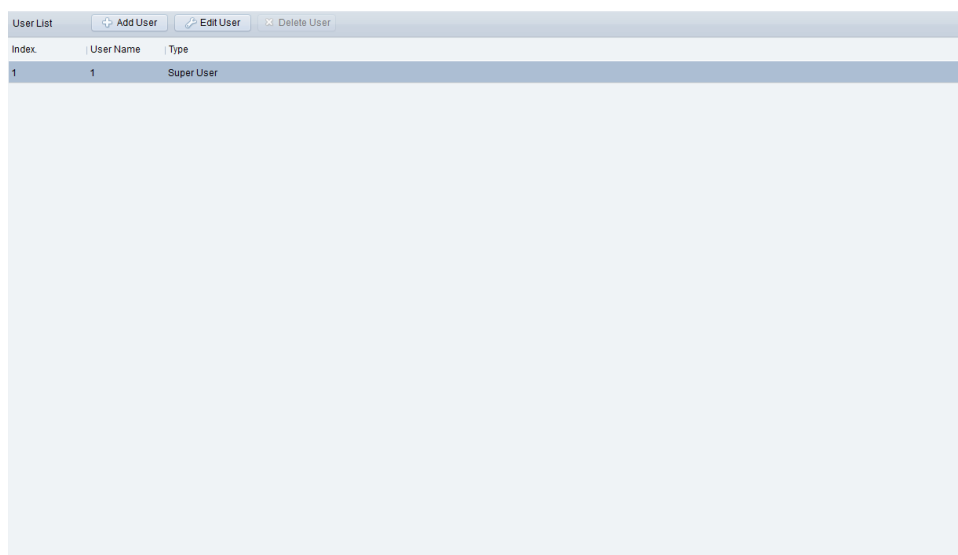 User List Add User Edit User Delete User
Index. User Name Type
1 1 Super User